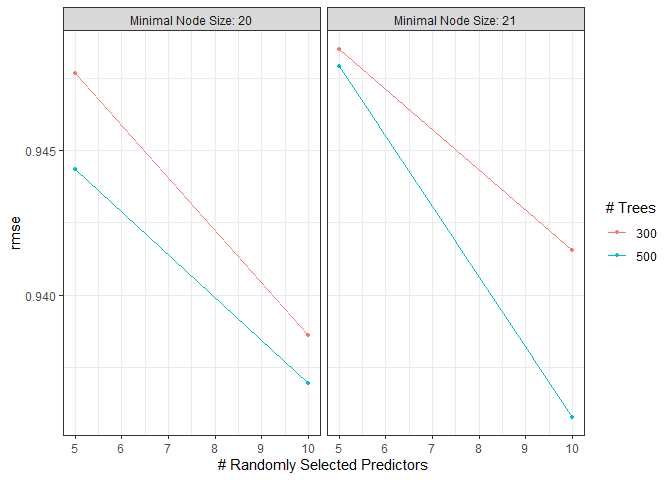 Minimal Node Size: 20
Minimal Node Size: 21
0.945
0.940
rmse
5 6 7 8 9 10
5 6 7 8 9 10
# Randomly Selected Predictors
# Trees
300
500